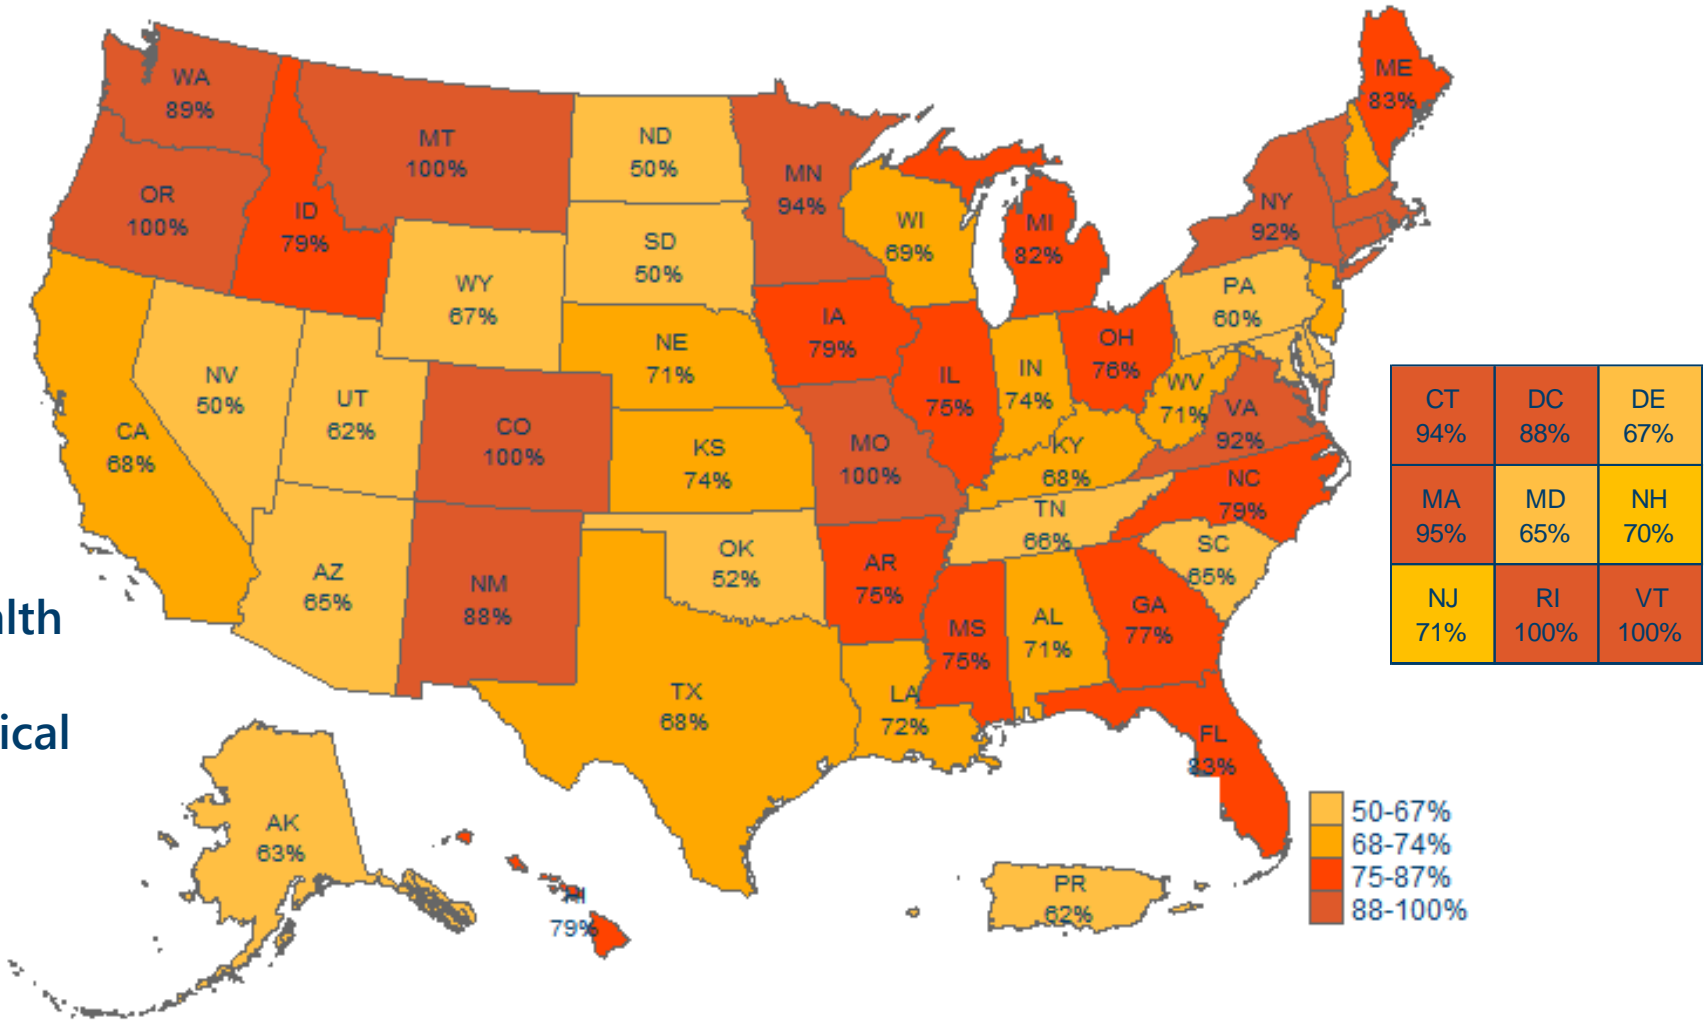 WA
89%
MT
100%
ND
50%
MN
94%
ME
83%
OR
100%
ID
79%
SD
50%
WI
69%
MI
82%
NY
92%
WY
67%
PA
60%
IA
79%
NE
71%
OH
76%
NV
50%
UT
62%
IL
75%
IN
74%
WV
71%
VA
92%
CA
68%
CO
100%
KS
74%
MO
100%
KY
68%
NC
79%
TN
66%
AZ
65%
NM
88%
OK
52%
AR
75%
SC
65%
MS
75%
AL
71%
GA
77%
TX
68%
LA
72%
FL
83%
AK
63%
HI
79%
PR
62%
CT
94%
DC
88%
DE
67%
MA
95%
MD
65%
NH
70%
NJ
71%
RI
100%
VT
100%
lth
ical
50-67%
68-74%
75-87%
88-100%